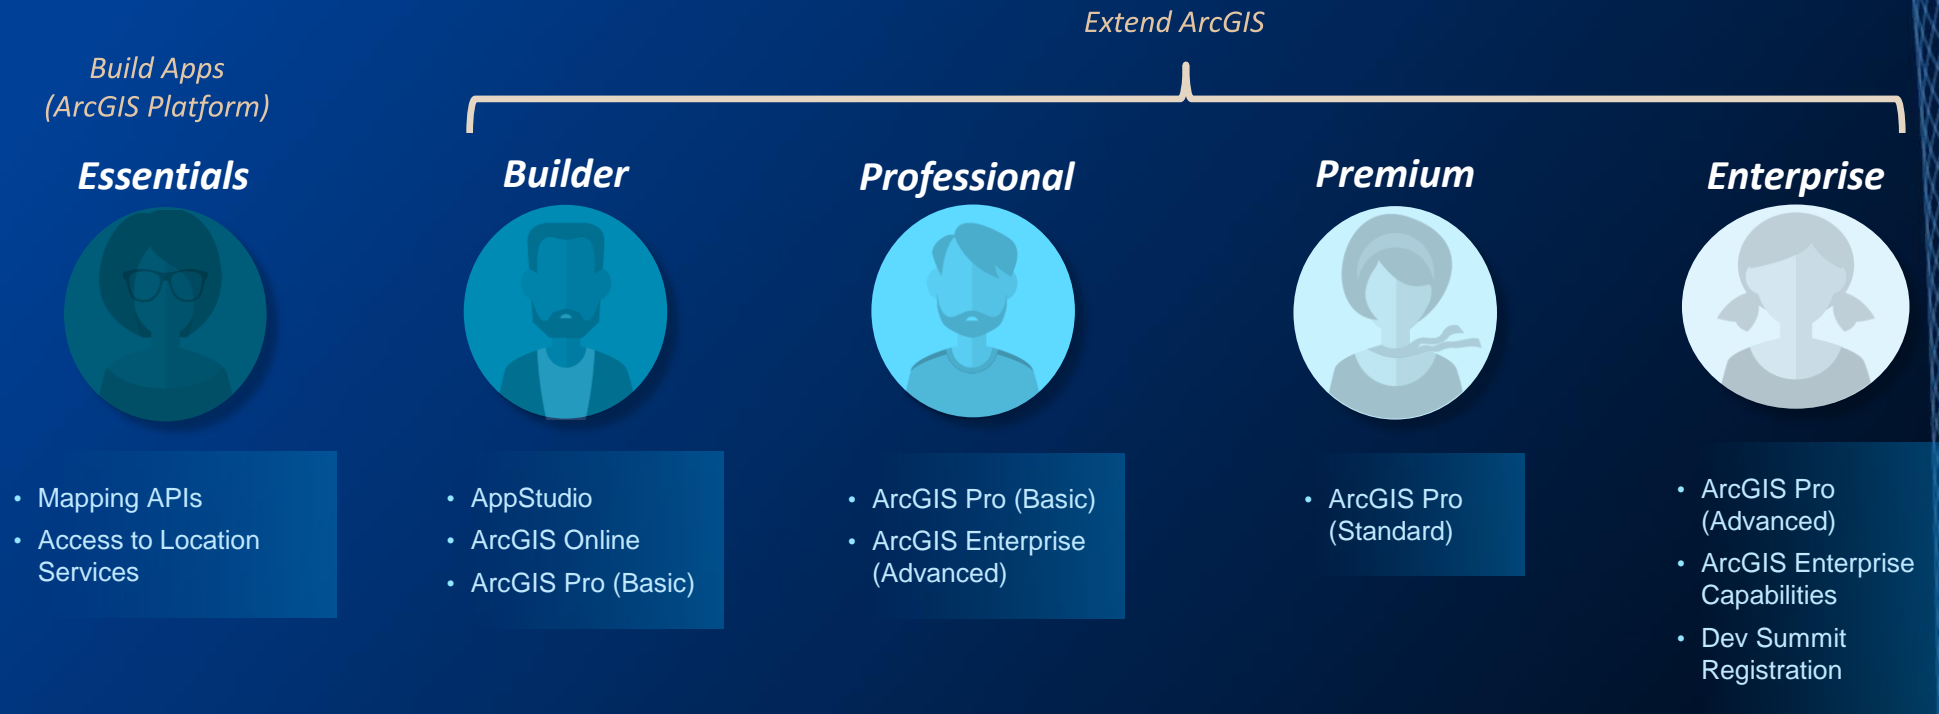 Extend ArcGIS
Build Apps
(ArcGIS Platform)
Essentials
Builder
Professional
Premium
Enterprise
• Mapping APIs
• Access to Location
Services
• AppStudio
• ArcGIS Online
• ArcGIS Pro (Basic)
• ArcGIS Pro (Basic)
• ArcGIS Enterprise
(Advanced)
• ArcGIS Pro
(Standard)
• ArcGIS Pro
(Advanced)
• ArcGIS Enterprise
Capabilities
• Dev Summit
Registration